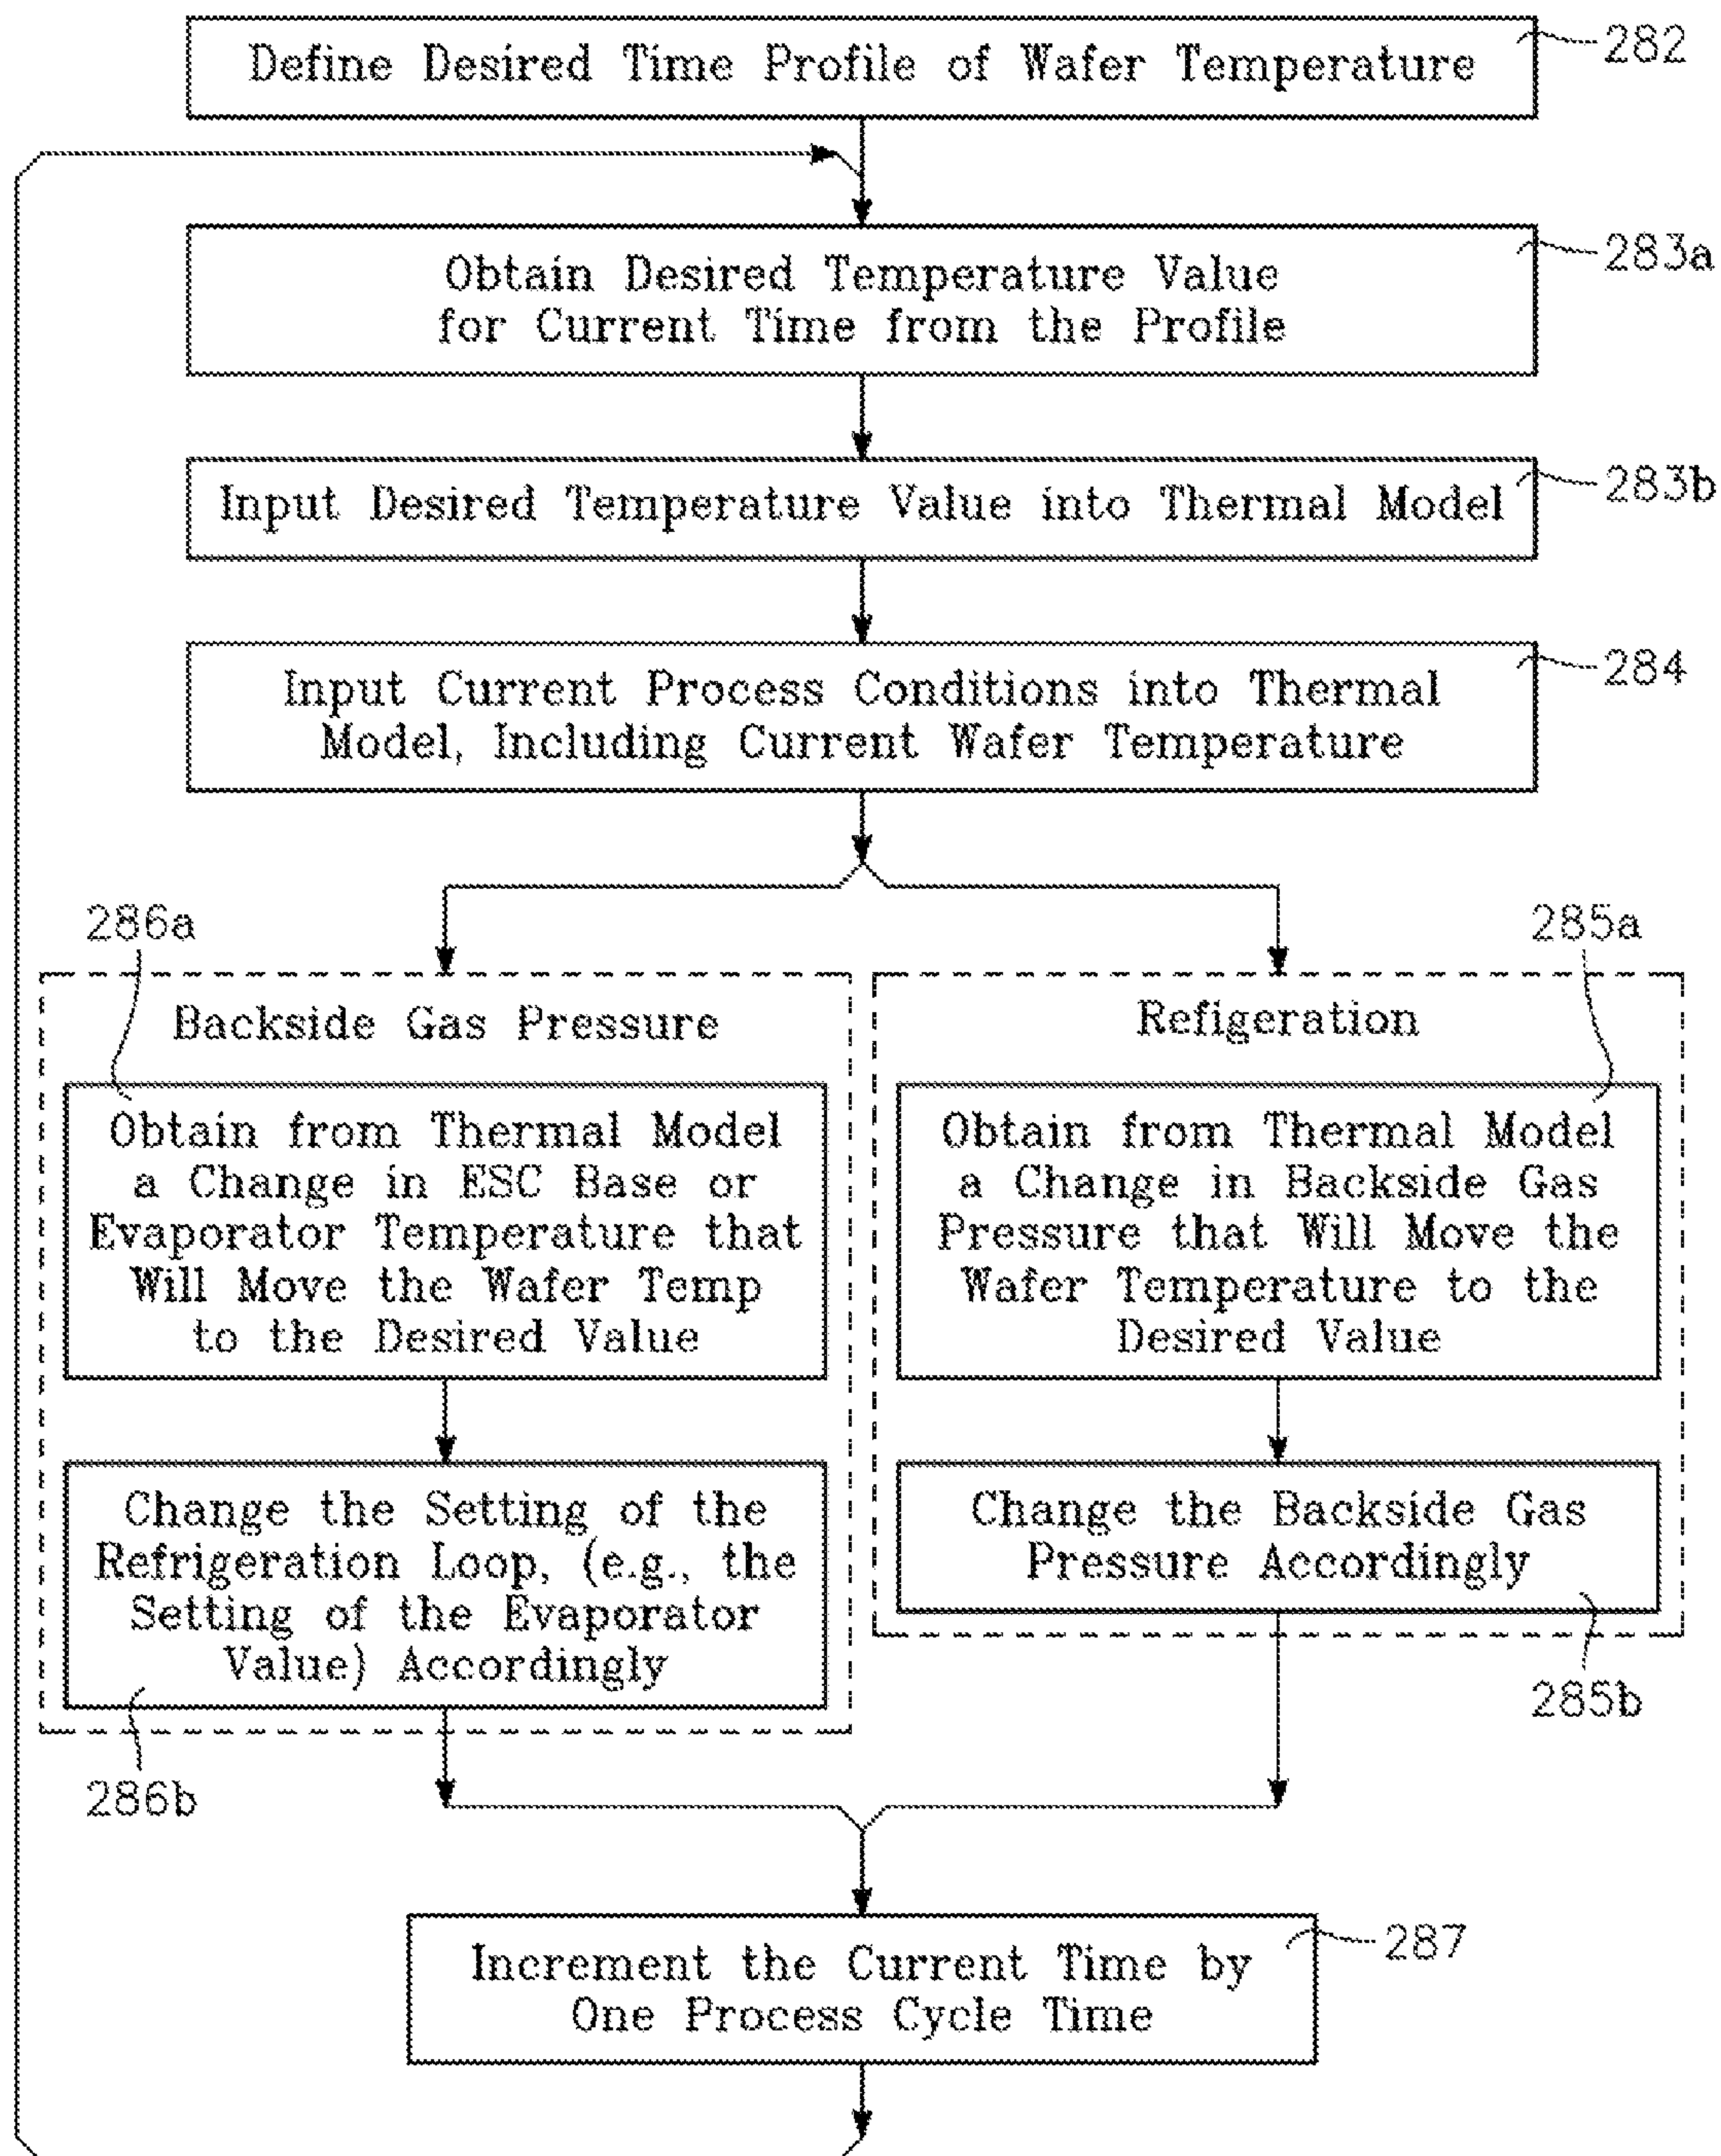 Define Desired Time Profile of Wafer Temperature
282
Obtain Desired Temperature Value
for Current Time from the Profile
283a
Input Desired Temperature Value into Thermal Model
283b
Input Current Process Conditions into Thermal
Model, Including Current Wafer Temperature
284
286a
Backside Gas Pressure
Obtain from Thermal Model
a Change in ESC Base or
Evaporator Temperature that
Will Move the Wafer Temp
to the Desired Value
Change the Setting of the
Refrigeration Loop, (e.g., the
Setting of the Evaporator
Value) Accordingly
286b
285a
Refigeration
Obtain from Thermal Model
a Change in Backside Gas
Pressure that Will Move the
Wafer Temperature to the
Desired Value
Change the Backside Gas
Pressure Accordingly
285b
Increment the Current Time by
One Process Cycle Time
287